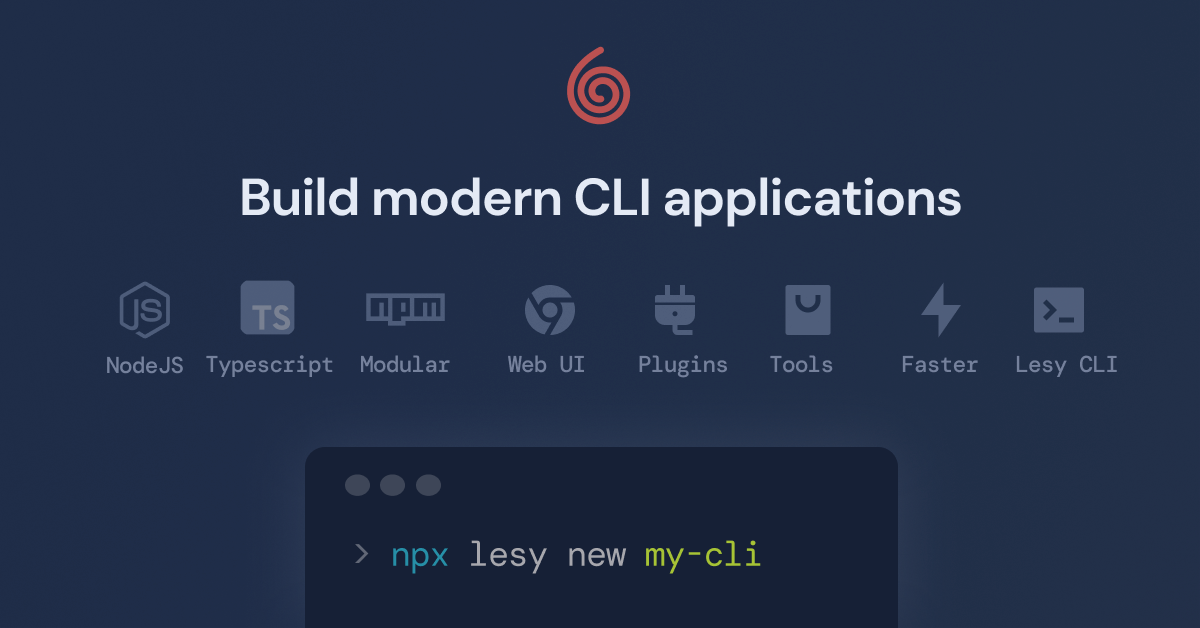 Build modern CLI applications
JS TS npm
NodeJS Typescript Modular Web UI Plugins Tools Faster Lesy CLI
> npx lesy new my-cli